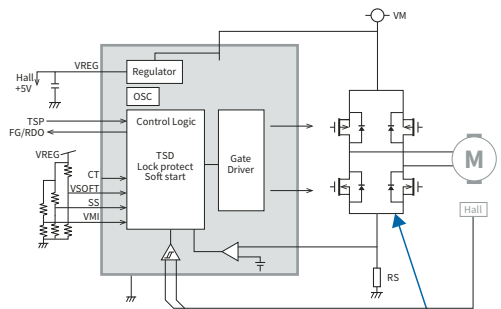 VM
VREG
Hall
+5V
Regulator
OSC
TSP
FG/RDO
Control Logic
VREG
TSD
Lock protect
Soft start
Gate
Driver
M
CT
VSOFT
SS
VMI
Hall
RS